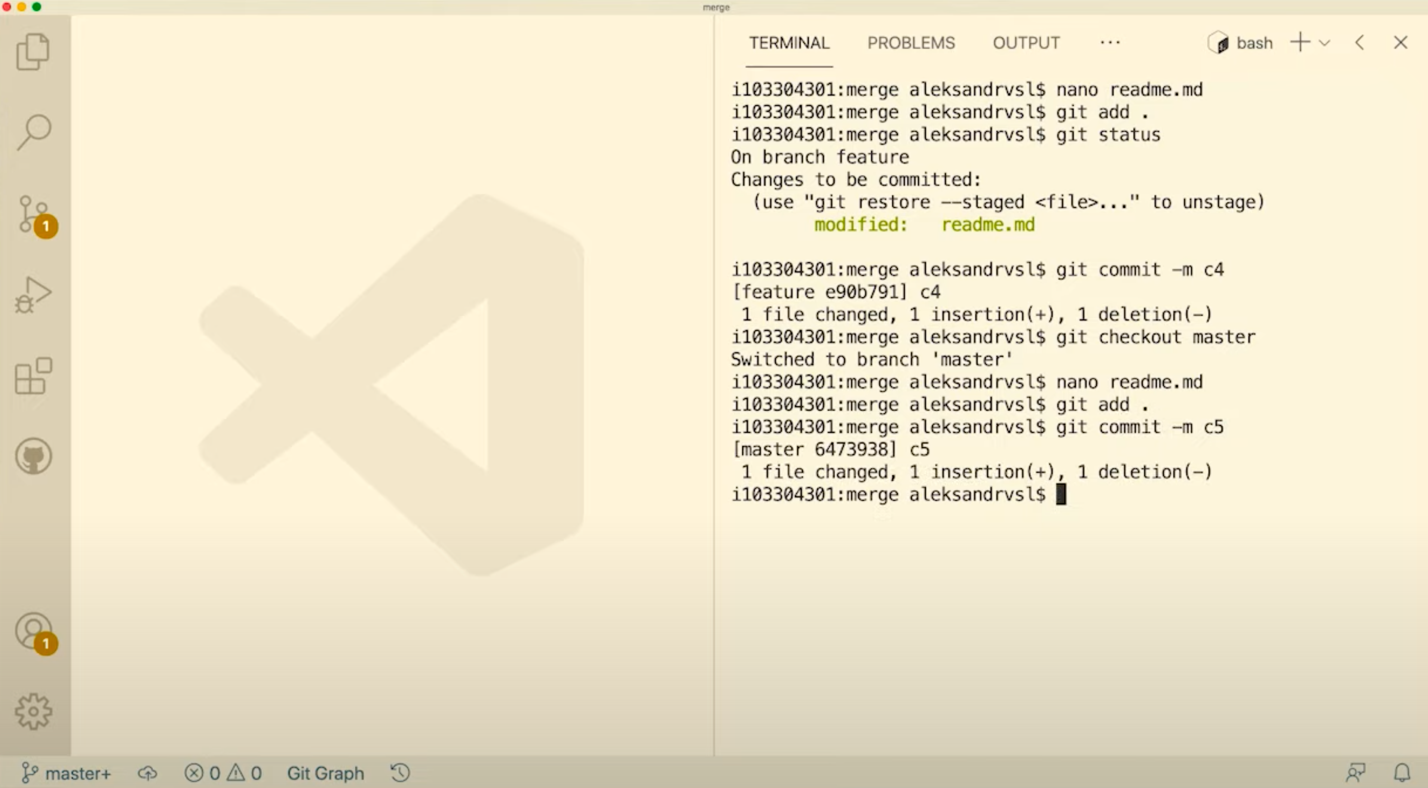 merge
TERMINAL PROBLEMS OUTPUT ... bash
i103304301:merge aleksandrvsl$ nano readme.md
i103304301:merge aleksandrvsl$ git add .
i103304301:merge aleksandrvsl$ git status
On branch feature
Changes to be committed:
  (use "git restore --staged <file>..." to unstage)
        modified:   readme.md
i103304301:merge aleksandrvsl$ git commit -m c4
[feature e90b791] c4
 1 file changed, 1 insertion(+), 1 deletion(-)
i103304301:merge aleksandrvsl$ git checkout master
Switched to branch 'master'
i103304301:merge aleksandrvsl$ nano readme.md
i103304301:merge aleksandrvsl$ git add .
i103304301:merge aleksandrvsl$ git commit -m c5
[master 6473938] c5
 1 file changed, 1 insertion(+), 1 deletion(-)
i103304301:merge aleksandrvsl$
1
1
master+ 0 0 Git Graph